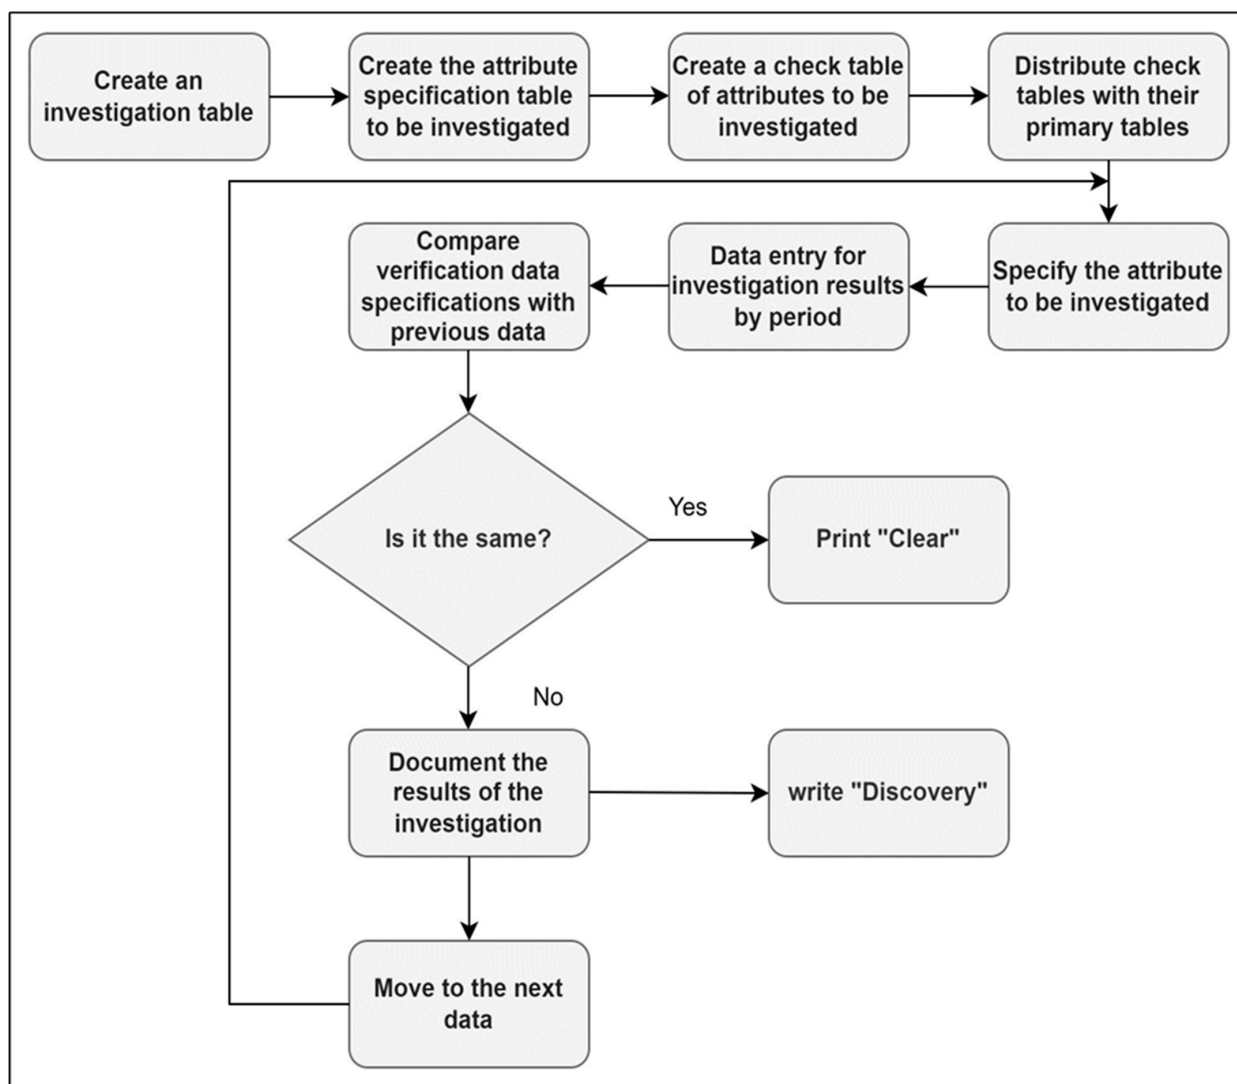 Create an
investigation table
Create the attribute
specification table
to be investigated
Create a check table
of attributes to be
investigated
Distribute check
tables with their
primary tables
Specify the attribute
to be investigated
Data entry for
investigation results
by period
Compare
verification data
specifications with
previous data
Is it the same?
Yes
Print "Clear"
No
Document the
results of the
investigation
write "Discovery"
Move to the next
data